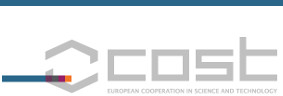 cost
EUROPEAN COOPERATION IN SCIENCE AND TECHNOLOGY